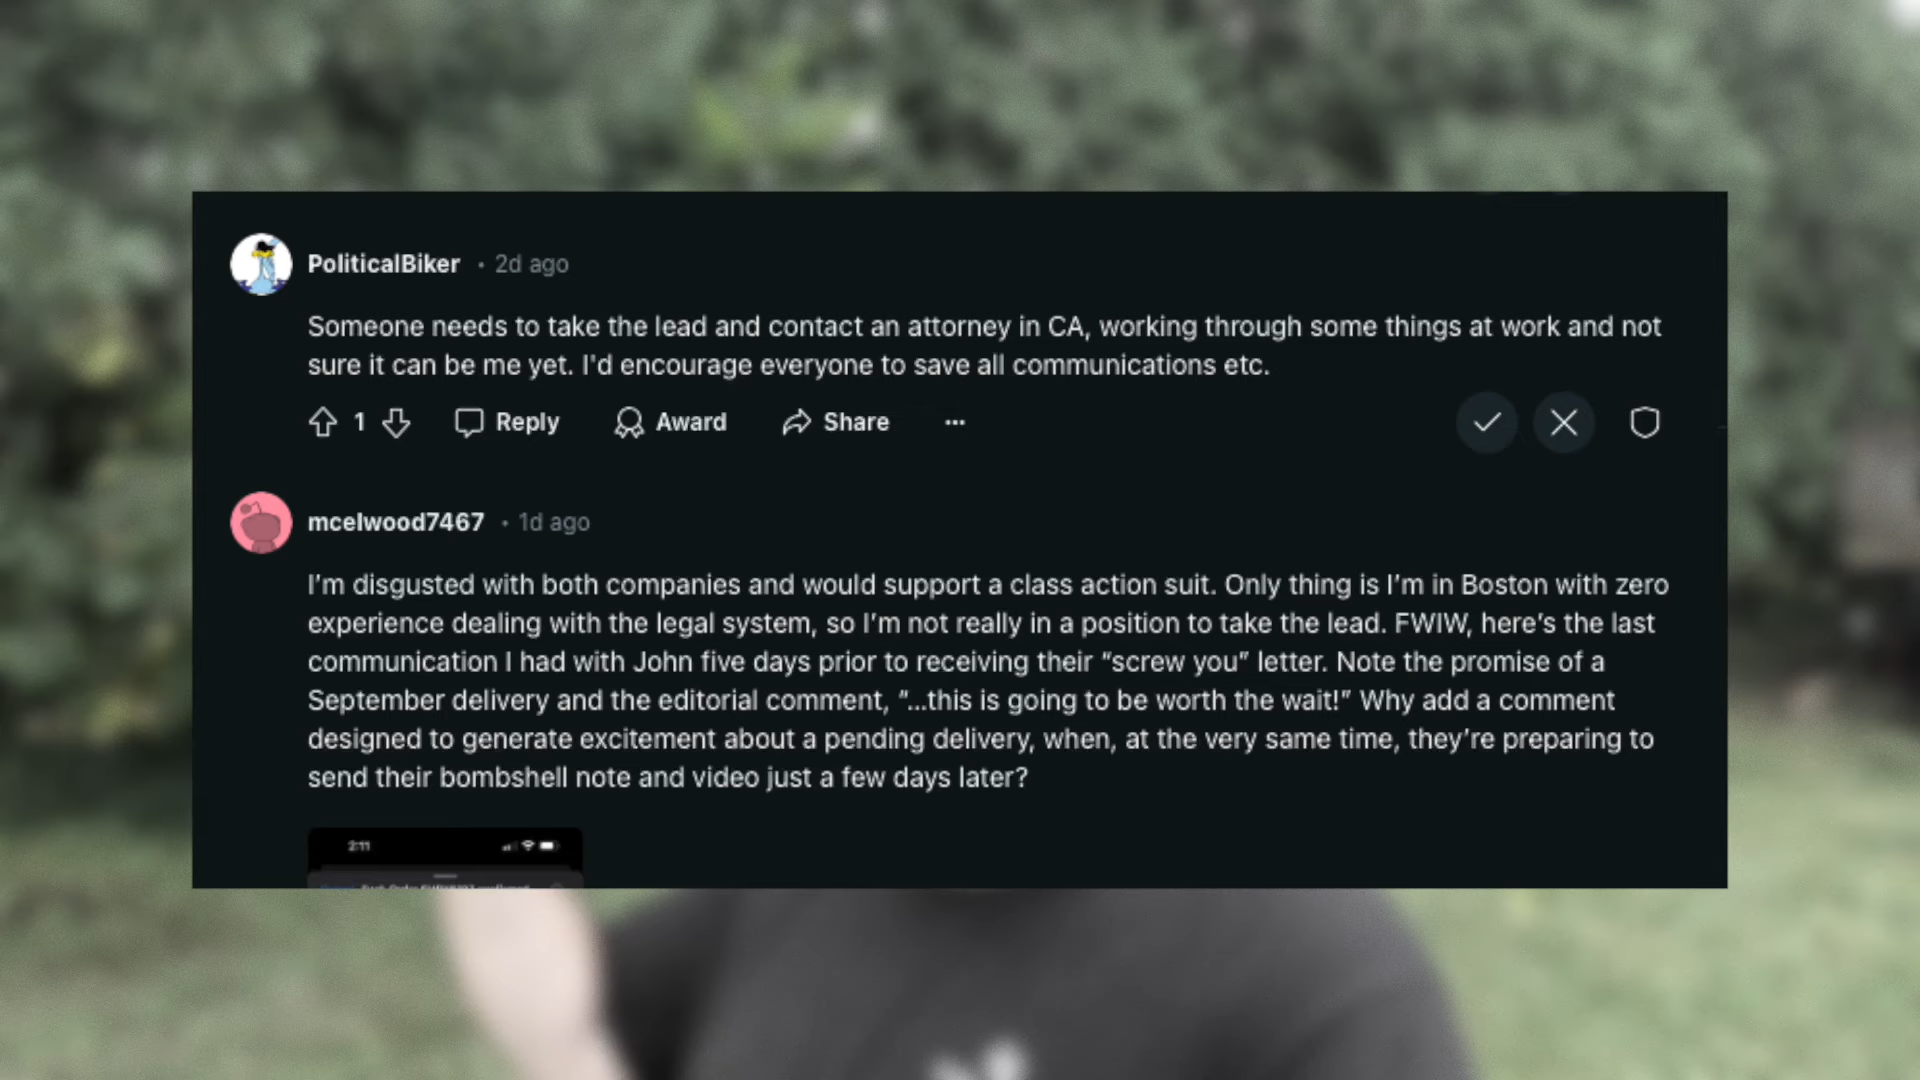 PoliticalBiker • 2d ago
Someone needs to take the lead and contact an attorney in CA, working through some things at work and not
sure it can be me yet. I'd encourage everyone to save all communications etc.
1 Reply Award Share ...
mcelwood7467 • 1d ago
I’m disgusted with both companies and would support a class action suit. Only thing is I’m in Boston with zero
experience dealing with the legal system, so I’m not really in a position to take the lead. FWIW, here’s the last
communication I had with John five days prior to receiving their “screw you” letter. Note the promise of a
September delivery and the editorial comment, “...this is going to be worth the wait!” Why add a comment
designed to generate excitement about a pending delivery, when, at the very same time, they’re preparing to
send their bombshell note and video just a few days later?
2:11